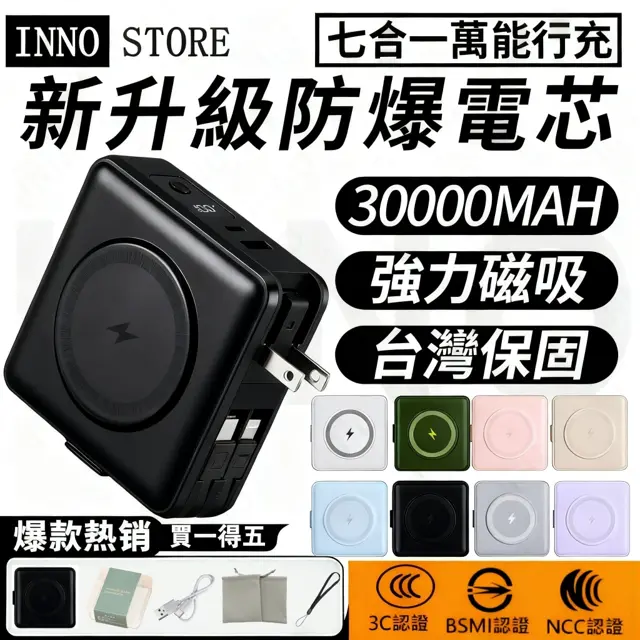 INNO STORE
七合一萬能行充
新升級防爆電芯
30000MAH
強力磁吸
台灣保固
爆款熱销 買一得五
3C認證 BSMI認證 NCC認證